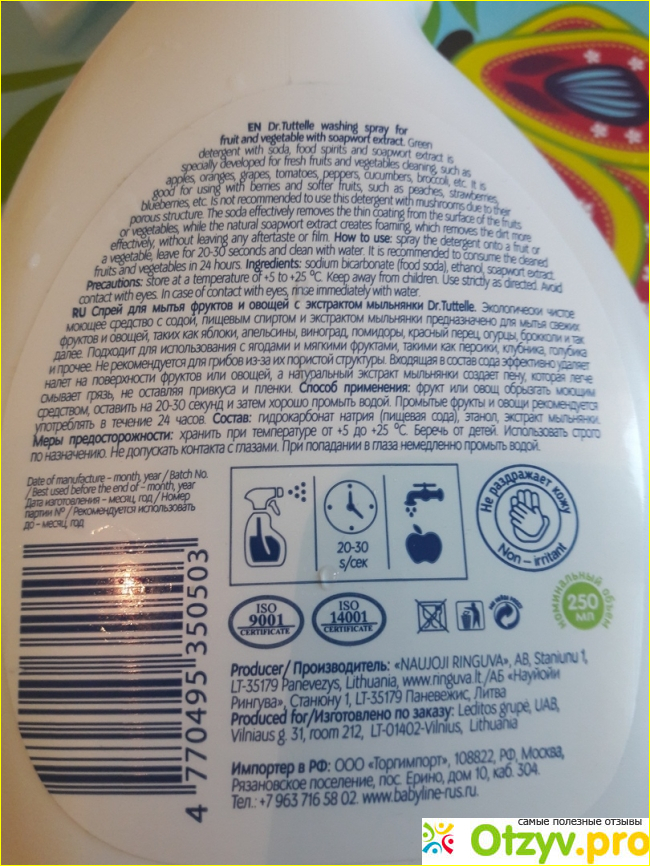 EN Dr.Tuttelle washing spray for
fruit and vegetable with soapwort extract. Green
detergent with soda, food spirits and soapwort extract is
specially developed for fresh fruits and vegetables cleaning, such as
apples, oranges, grapes, tomatoes, peppers, cucumbers, broccoli, etc. It is
good for using with berries and softer fruits, such as peaches, strawberries,
blueberries, etc. Is not recommended to use this detergent with mushrooms due to their
porous structure. The soda effectively removes the thin coating from the surface of the fruits
or vegetables, while the natural soapwort extract creates foaming, which removes the dirt more
effectively, without leaving any aftertaste or film. How to use: spray the detergent onto a fruit or
a vegetable, leave for 20-30 seconds and clean with water. It is recommended to consume the cleaned
fruits and vegetables in 24 hours. Ingredients: sodium bicarbonate (food soda), ethanol, soapwort extract.
Precautions: store at a temperature of +5 to +25 °C. Keep away from children. Use strictly as directed. Avoid
contact with eyes. In case of contact with eyes, rinse immediately with water.
RU Спрей для мытья фруктов и овощей с экстрактом мыльнянки Dr.Tuttelle. Экологически чистое
моющее средство с содой, пищевым спиртом и экстрактом мыльнянки предназначено для мытья свежих
фруктов и овощей, таких как яблоки, апельсины, виноград, помидоры, красный перец, огурцы, брокколи и так
далее. Подходит для использования с ягодами и мягкими фруктами, такими как персики, клубника, голубика
и прочее. Не рекомендуется для грибов из-за их пористой структуры. Входящая в состав сода эффективно удаляет
налет на поверхности фруктов или овощей, а натуральный экстракт мыльнянки создает пену, которая легче
смывает грязь, не оставляя привкуса и пленки. Способ применения: фрукт или овощ обрызгать моющим
средством, оставить на 20-30 секунд и затем хорошо промыть водой. Промытые фрукты и овощи рекомендуется
употреблять в течение 24 часов. Состав: гидрокарбонат натрия (пищевая сода), этанол, экстракт мыльнянки.
Меры предосторожности: хранить при температуре от +5 до +25 °C. Беречь от детей. Использовать строго
по назначению. Не допускать контакта с глазами. При попадании в глаза немедленно промыть водой.
Date of manufacture – month, year / Batch No.
/ Best used before the end of – month, year
Дата изготовления – месяц, год / Номер
партии № / Рекомендуется использовать
до – месяц, год
20-30
s/сек
Не раздражает кожу
Non – irritant
ISO
9001
CERTIFICATE
ISO
14001
CERTIFICATE
НОМИНАЛЬНЫЙ ОБЪЕМ
250
МЛ
4 770495 350503
Producer/ Производитель: «NAUJOJI RINGUVA», AB, Staniunu 1,
LT-35179 Panevezys, Lithuania, www.ringuva.lt /АБ «Науйойи
Рингува», Станюну 1, LT-35179 Паневежис, Литва
Produced for/Изготовлено по заказу: Leditos grupė, UAB,
Vilniaus g. 31, room 212, LT-01402-Vilnius, Lithuania
Импортер в РФ: ООО «Торгимпорт», 108822, РФ, Москва,
Рязановское поселение, пос. Ерино, дом 10, каб. 304.
Тел.: +7 963 716 58 02. www.babyline-rus.ru.
самые полезные отзывы
Otzyv.pro